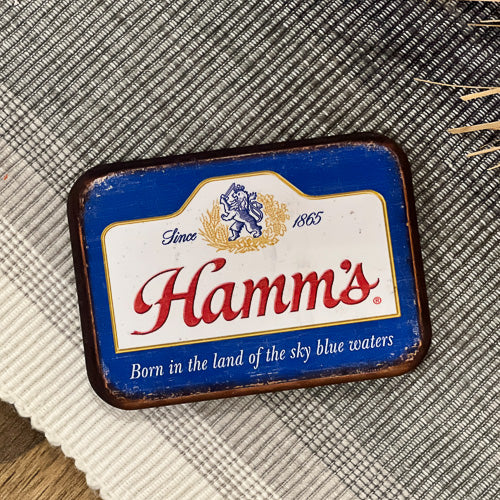 Since 1865
Hamm's®
Born in the land of the sky blue waters